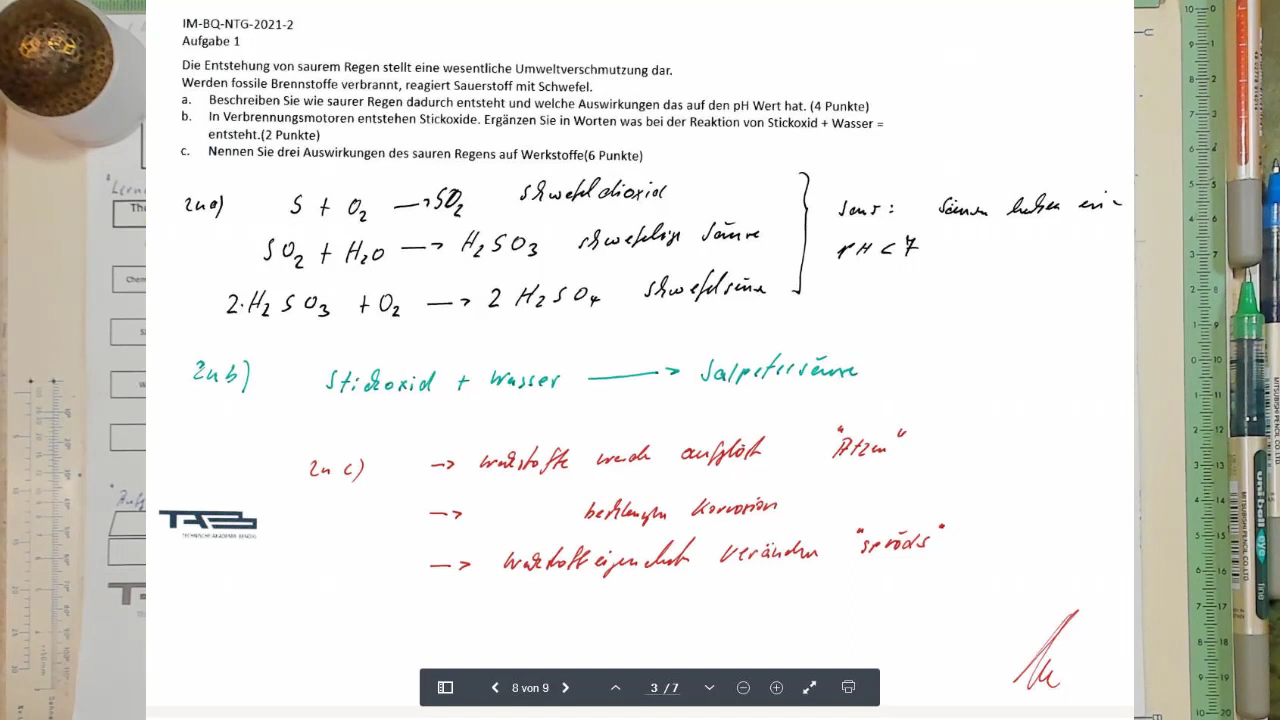 IM-BQ-NTG-2021-2
Aufgabe 1
Die Entstehung von saurem Regen stellt eine wesentliche Umweltverschmutzung dar.
Werden fossile Brennstoffe verbrannt, reagiert Sauerstoff mit Schwefel.
a. Beschreiben Sie wie saurer Regen dadurch entsteht und welche Auswirkungen das auf den pH Wert hat. (4 Punkte)
b. In Verbrennungsmotoren entstehen Stickoxide. Ergänzen Sie in Worten was bei der Reaktion von Stickoxid + Wasser =
entsteht.(2 Punkte)
c. Nennen Sie drei Auswirkungen des sauren Regens auf Werkstoffe(6 Punkte)
zu a) S + O2 → SO2 Schwefeldioxid
SO2 + H2O → H2SO3 schweflige Säure
2·H2SO3 + O2 → 2 H2SO4 Schwefelsäure
Säuren haben ein
pH < 7
zu b) Stickoxid + Wasser → Salpetersäure
zu c) → Werkstoffe werden aufgelöst "Ätzen"
→ Korrosion
→ Werkstoffeigenschaft verändern "spröds"
TAB
TECHNISCHE AKADEMIE
8 von 9
3 / 7